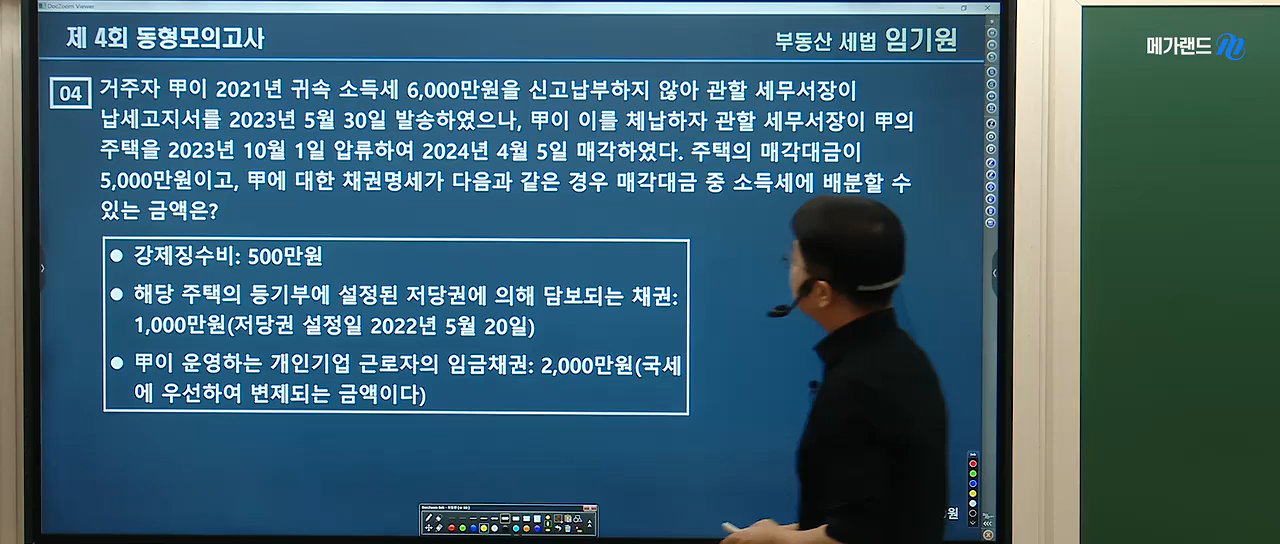 DocZoom Viewer
제 4회 동형모의고사
부동산 세법 임기원
메가랜드
04 거주자 甲이 2021년 귀속 소득세 6,000만원을 신고납부하지 않아 관할 세무서장이
납세고지서를 2023년 5월 30일 발송하였으나, 甲이 이를 체납하자 관할 세무서장이 甲의
주택을 2023년 10월 1일 압류하여 2024년 4월 5일 매각하였다. 주택의 매각대금이
5,000만원이고, 甲에 대한 채권명세가 다음과 같은 경우 매각대금 중 소득세에 배분할 수
있는 금액은?
● 강제징수비: 500만원
● 해당 주택의 등기부에 설정된 저당권에 의해 담보되는 채권:
1,000만원(저당권 설정일 2022년 5월 20일)
● 甲이 운영하는 개인기업 근로자의 임금채권: 2,000만원(국세
에 우선하여 변제되는 금액이다)
원